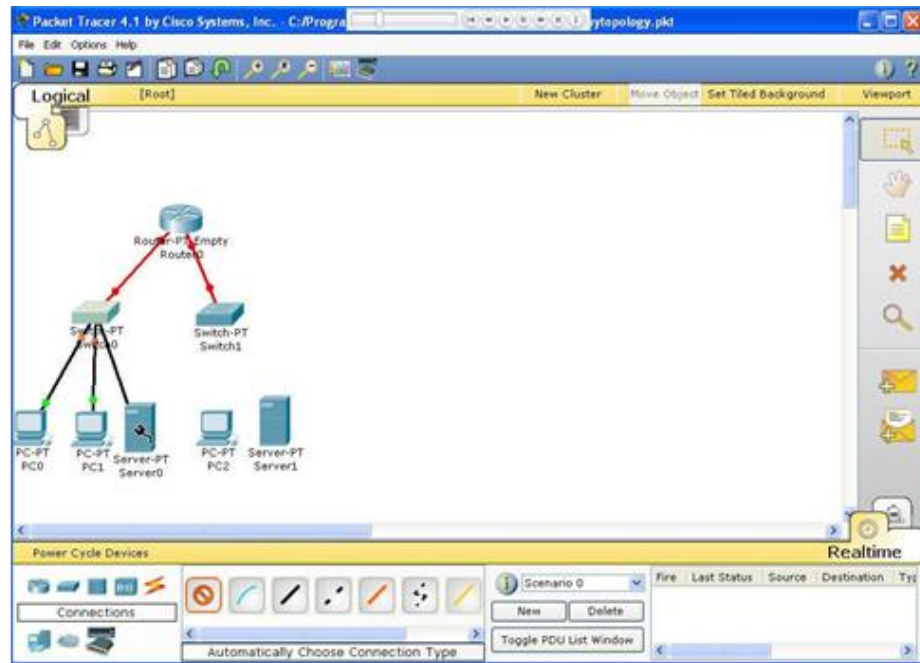 Packet Tracer 4.1 by Cisco Systems, Inc. - C:/Progra
ytopology.pkt
File Edit Options Help
Logical
[Root]
New Cluster
Move Object
Set Tiled Background
Viewport
Router-PT-Empty
Router0
Switch-PT
Switch0
Switch-PT
Switch1
PC-PT
PC0
PC-PT
PC1
Server-PT
Server0
PC-PT
PC2
Server-PT
Server1
Power Cycle Devices
Realtime
Connections
Automatically Choose Connection Type
Scenario 0
New
Delete
Toggle PDU List Window
Fire Last Status Source Destination Typ